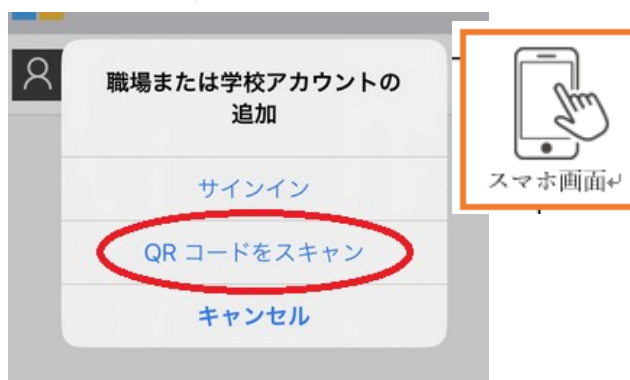 職場または学校アカウントの
追加
サインイン
QR コードをスキャン
キャンセル
スマホ画面↵